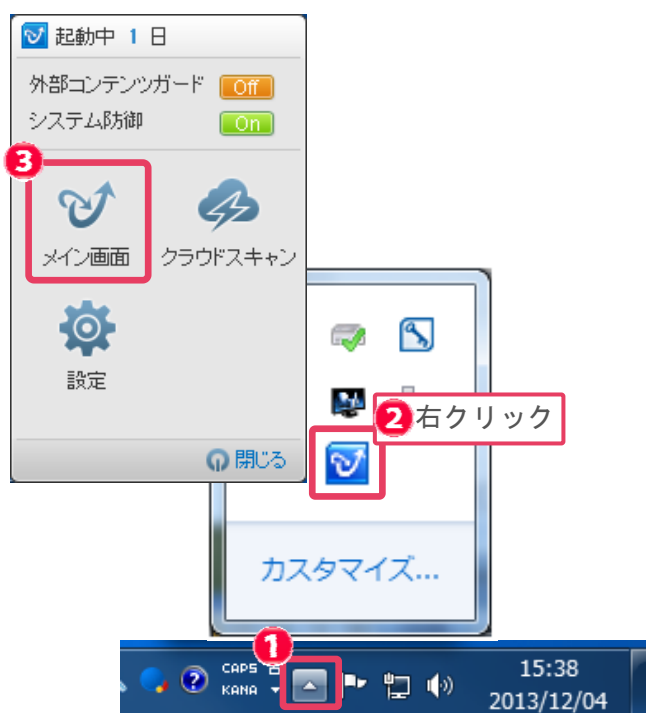 起動中 1 日
外部コンテンツガード Off
システム防御 On
3
メイン画面 クラウドスキャン
設定
閉じる
2 右クリック
カスタマイズ...
1
CAPS
KANA
15:38
2013/12/04